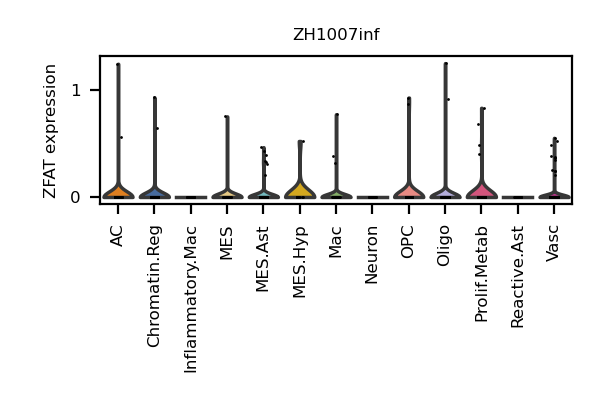 ZH1007inf
ZFAT expression
1
0
AC
Chromatin.Reg
Inflammatory.Mac
MES
MES.Ast
MES.Hyp
Mac
Neuron
OPC
Oligo
Prolif.Metab
Reactive.Ast
Vasc